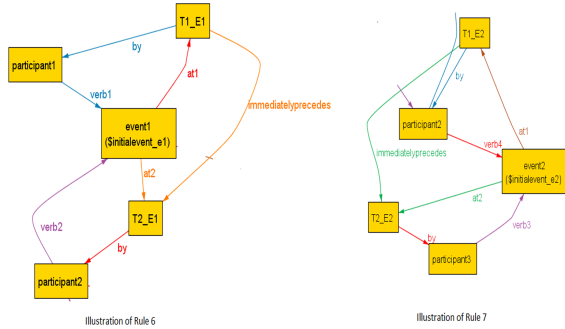 T1_E1
by
participant1
verb1
at1
immediatelyprecedes
event1
($initialevent_e1)
at2
verb2
T2_E1
by
participant2
Illustration of Rule 6
T1_E2
by
participant2
at1
verb4
immediatelyprecedes
event2
($initialevent_e2)
at2
T2_E2
by
verb3
participant3
Illustration of Rule 7